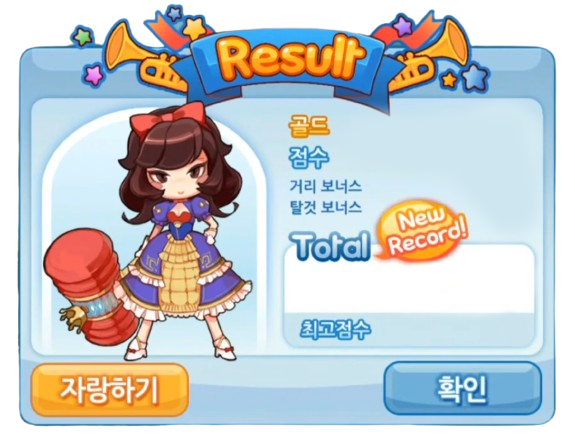 Result
골드
점수
거리 보너스
탈것 보너스
Total
New
Record!
최고점수
자랑하기
확인